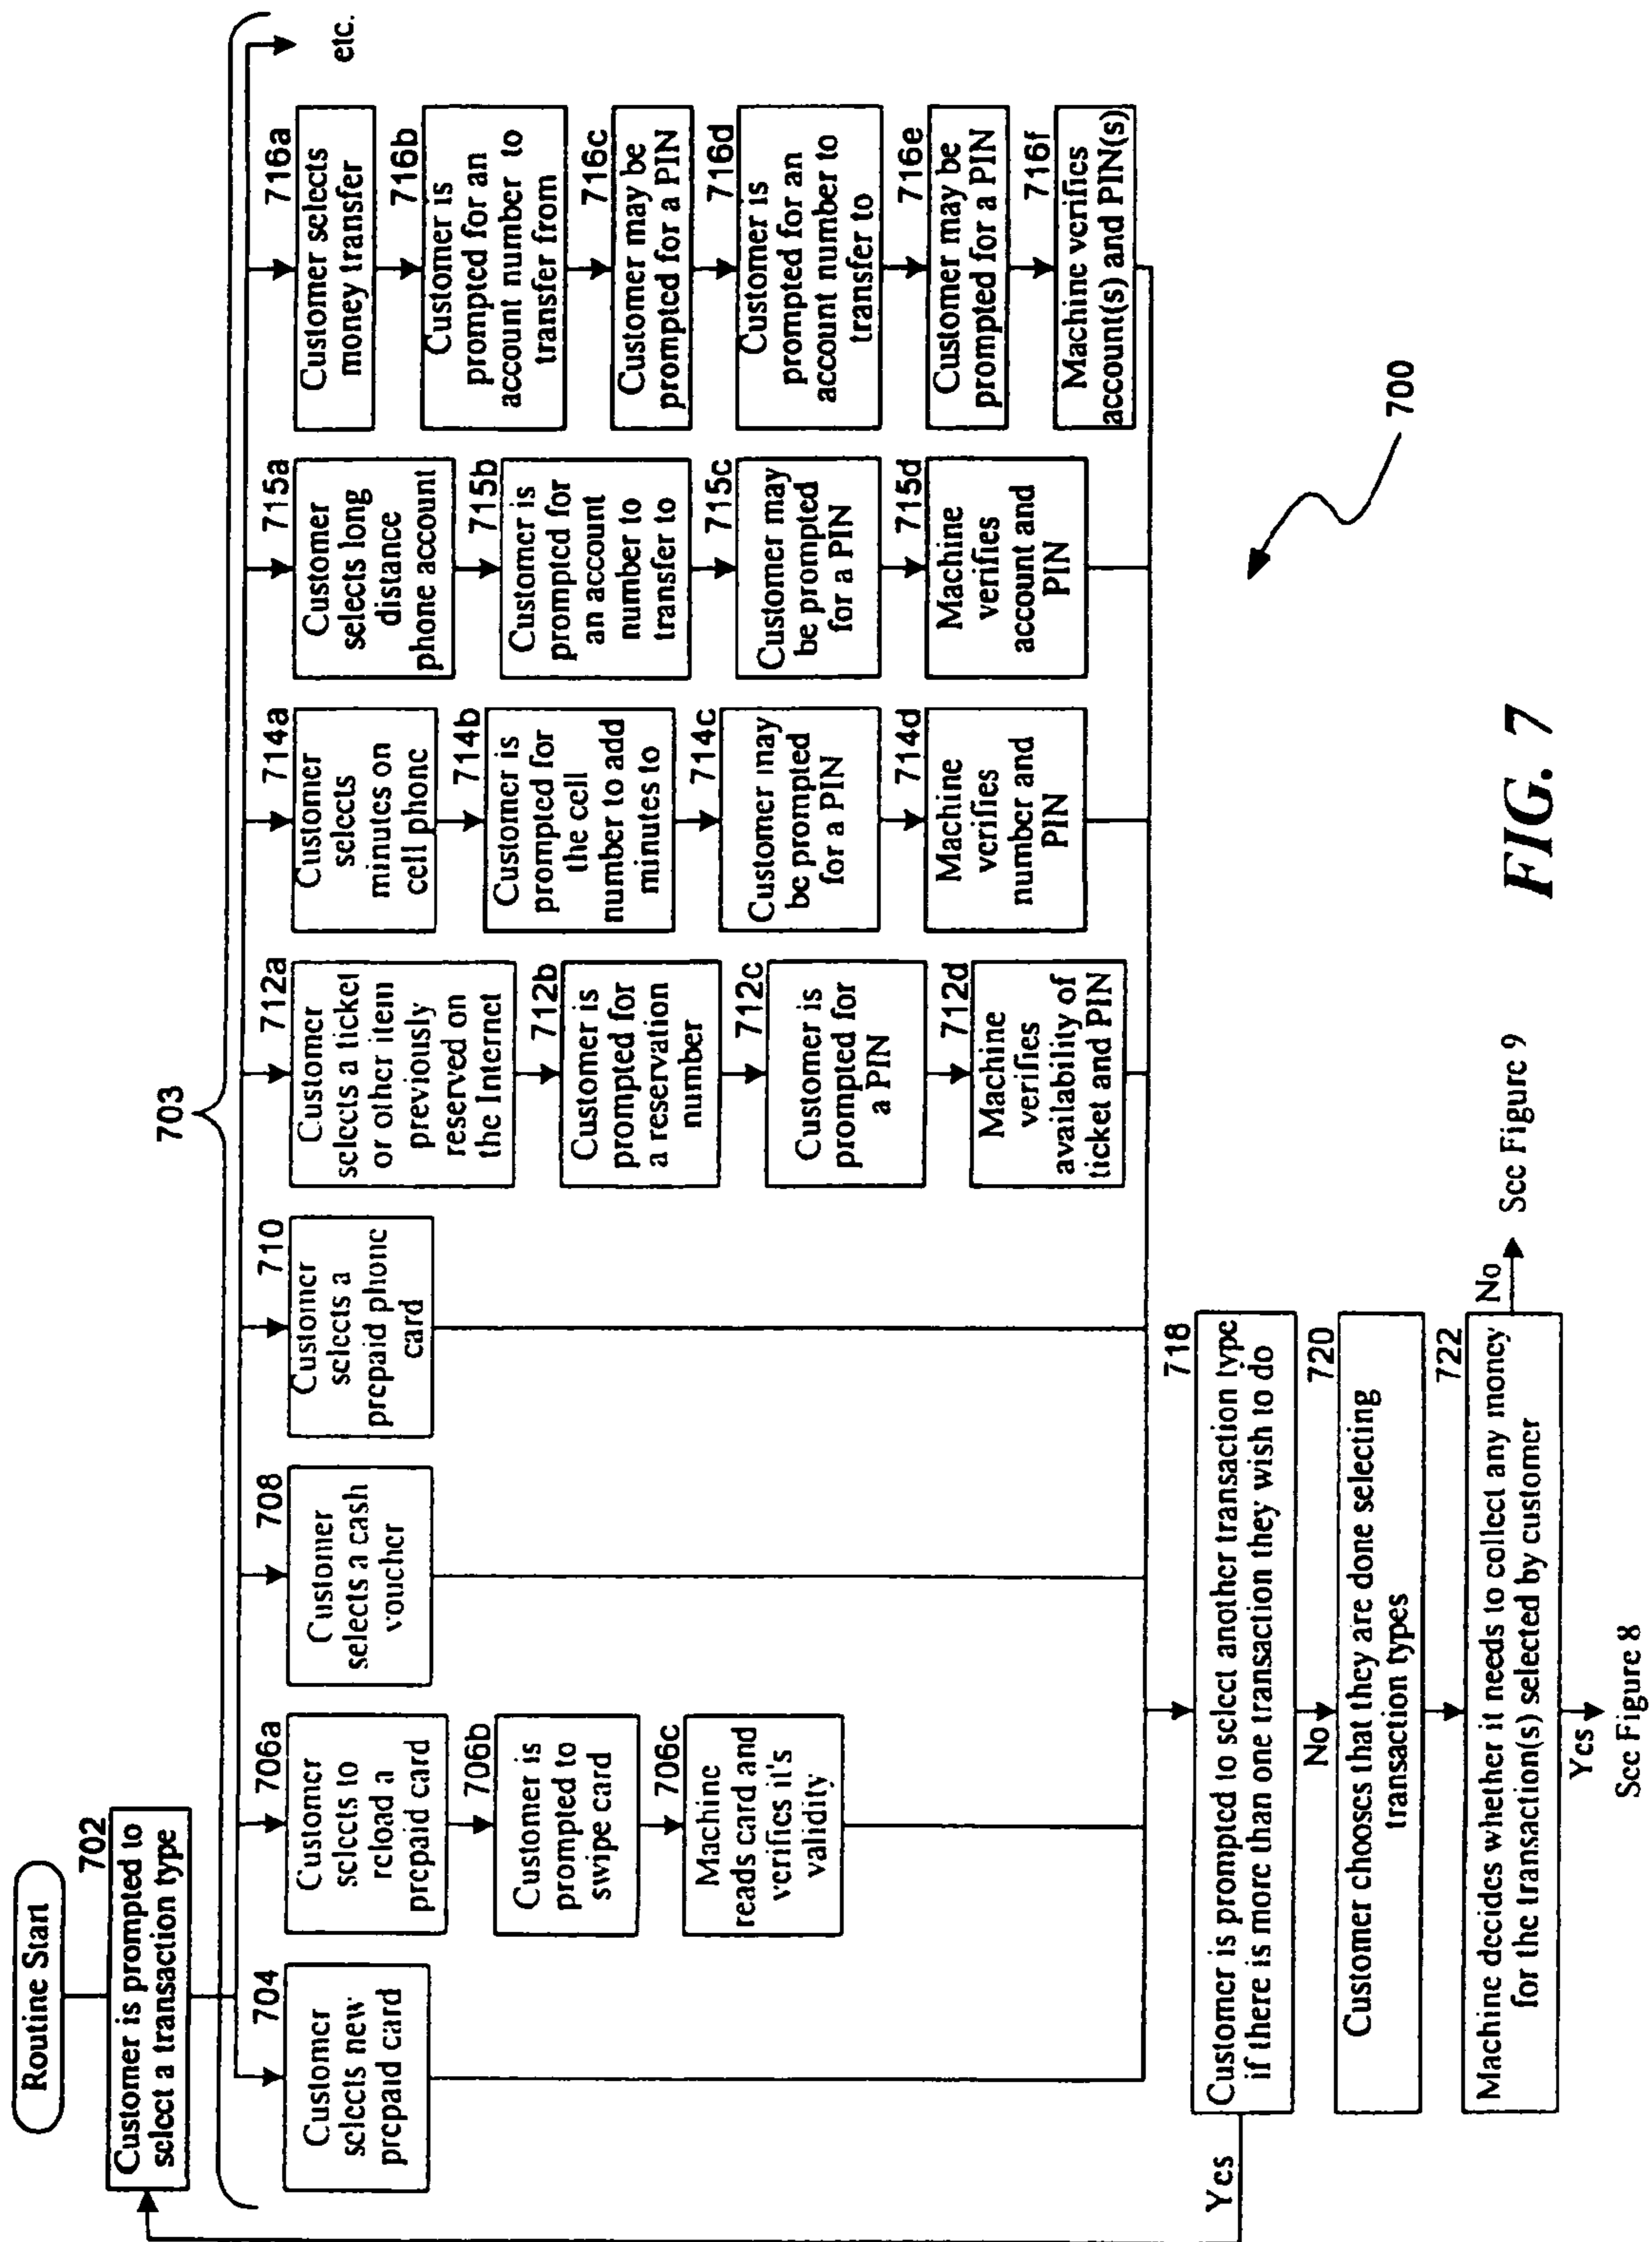 Routine Start
702
Customer is prompted to
select a transaction type
703
704
Customer
selects new
prepaid card
706a
Customer
selects to
reload a
prepaid card
706b
Customer is
prompted to
swipe card
706c
Machine
reads card and
verifies it's
validity
708
Customer
selects a cash
voucher
710
Customer
selects a
prepaid phone
card
712a
Customer
selects a ticket
or other item
previously
reserved on
the Internet
712b
Customer is
prompted for
a reservation
number
712c
Customer is
prompted for
a PIN
712d
Machine
verifies
availability of
ticket and PIN
714a
Customer
selects
minutes on
cell phone
714b
Customer is
prompted for
the cell
number to add
minutes to
714c
Customer may
be prompted
for a PIN
714d
Machine
verifies
number and
PIN
715a
Customer
selects long
distance
phone account
715b
Customer is
prompted for
an account
number to
transfer to
715c
Customer may
be prompted
for a PIN
715d
Machine
verifies
account and
PIN
716a
Customer selects
money transfer
716b
Customer is
prompted for an
account number to
transfer from
716c
Customer may be
prompted for a PIN
716d
Customer is
prompted for an
account number to
transfer to
716e
Customer may be
prompted for a PIN
716f
Machine verifies
account(s) and PIN(s)
etc.
718
Customer is prompted to select another transaction type
if there is more than one transaction they wish to do
Yes
No
720
Customer chooses that they are done selecting
transaction types
722
Machine decides whether it needs to collect any money
for the transaction(s) selected by customer
No
See Figure 9
Yes
See Figure 8
700
FIG. 7